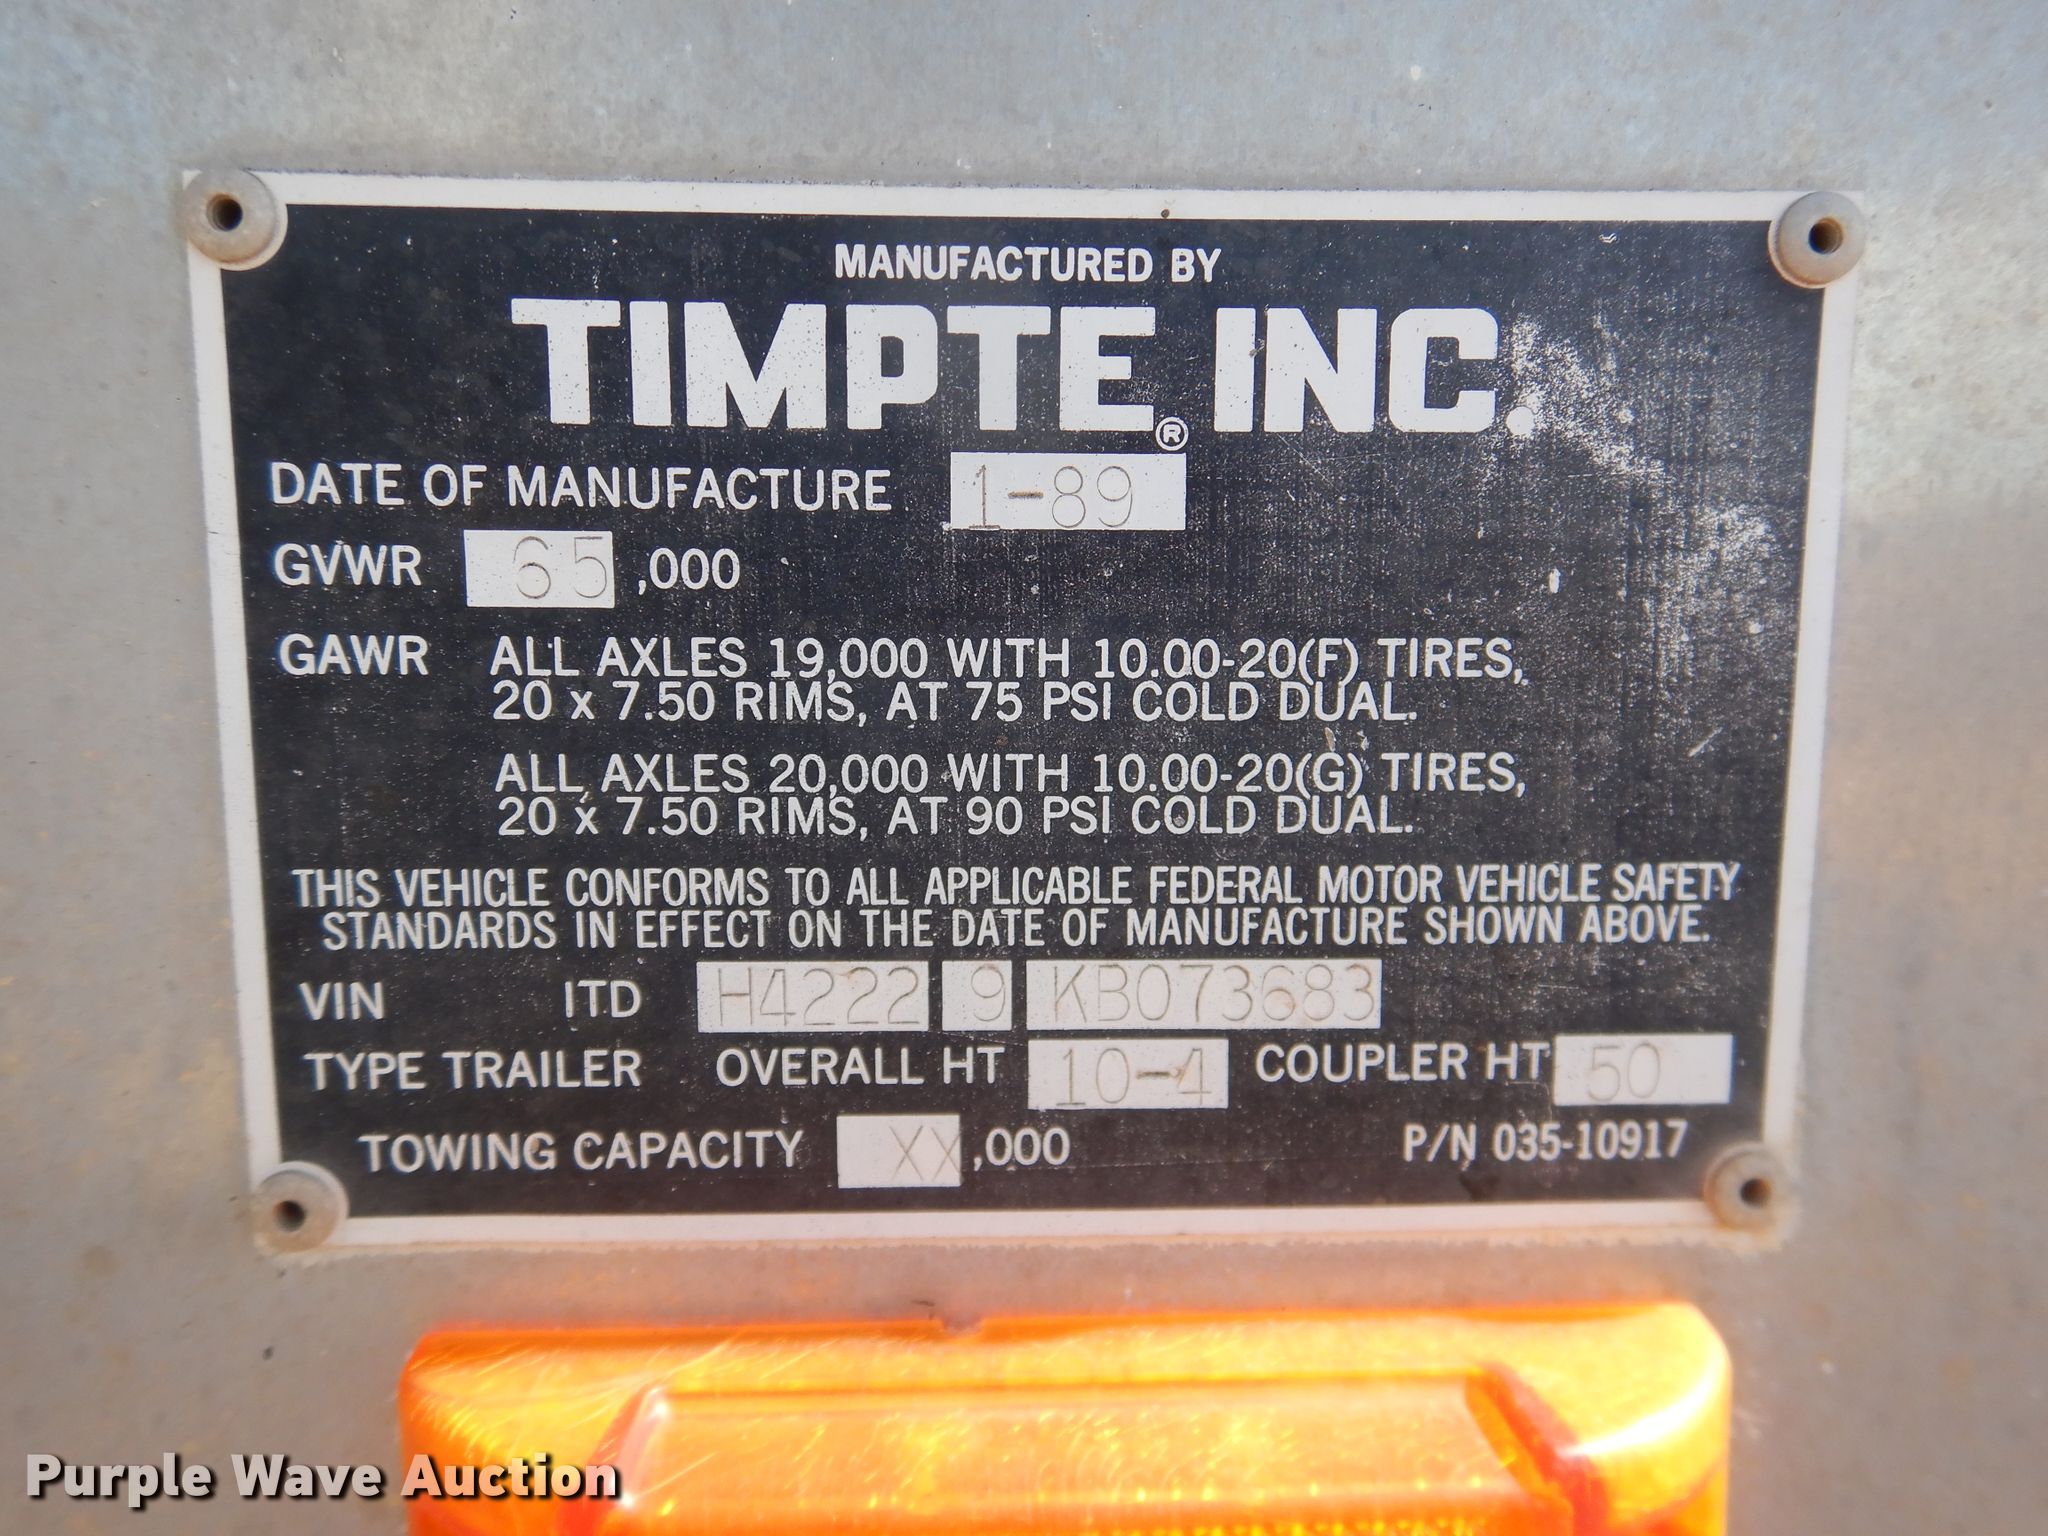 MANUFACTURED BY
TIMPTE® INC.
DATE OF MANUFACTURE 1-89
GVWR 65 ,000
GAWR ALL AXLES 19,000 WITH 10.00-20(F) TIRES,
20 x 7.50 RIMS, AT 75 PSI COLD DUAL.
ALL AXLES 20,000 WITH 10.00-20(G) TIRES,
20 x 7.50 RIMS, AT 90 PSI COLD DUAL.
THIS VEHICLE CONFORMS TO ALL APPLICABLE FEDERAL MOTOR VEHICLE SAFETY
STANDARDS IN EFFECT ON THE DATE OF MANUFACTURE SHOWN ABOVE.
VIN ITD H4222 9 KB073683
TYPE TRAILER OVERALL HT 10-4 COUPLER HT 50
TOWING CAPACITY XX ,000 P/N 035-10917
Purple Wave Auction